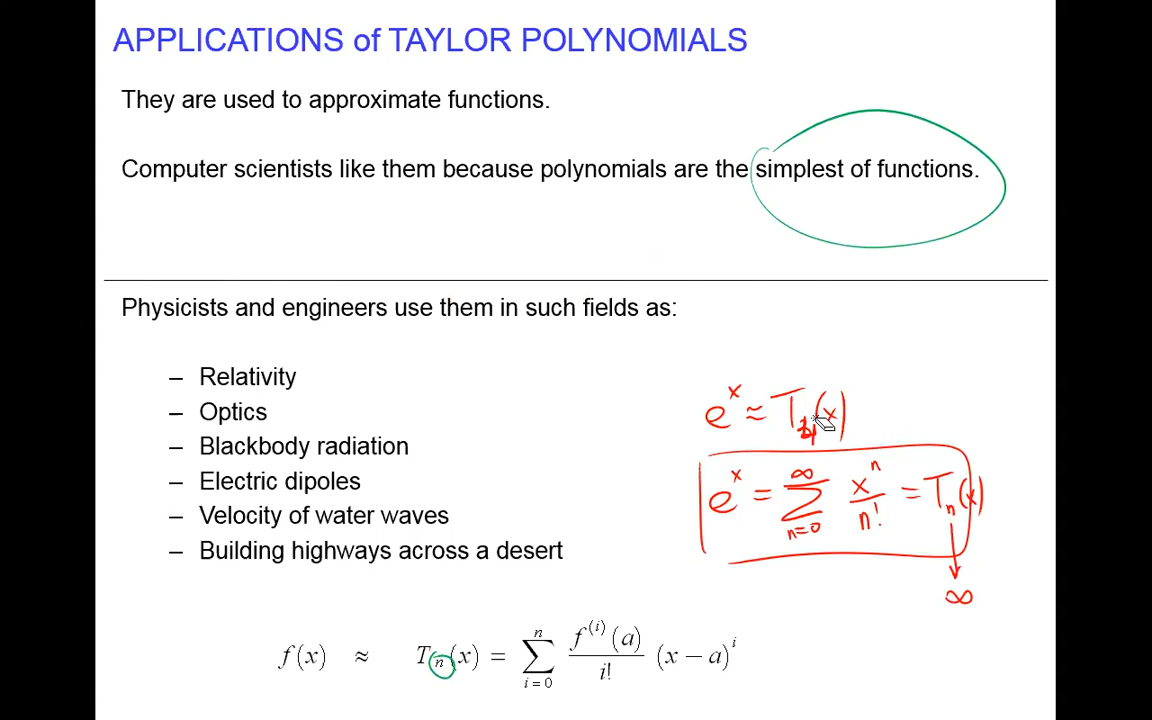 APPLICATIONS of TAYLOR POLYNOMIALS
They are used to approximate functions.
Computer scientists like them because polynomials are the simplest of functions.
Physicists and engineers use them in such fields as:
– Relativity
– Optics
– Blackbody radiation
– Electric dipoles
– Velocity of water waves
– Building highways across a desert
e^x ≈ T (x)
e^x = ∑_{n=0}^{∞} x^n/n! = T_n(x)
∞
f(x) ≈ T_n(x) = ∑_{i=0}^{n} f^{(i)}(a)/i! (x – a)^i